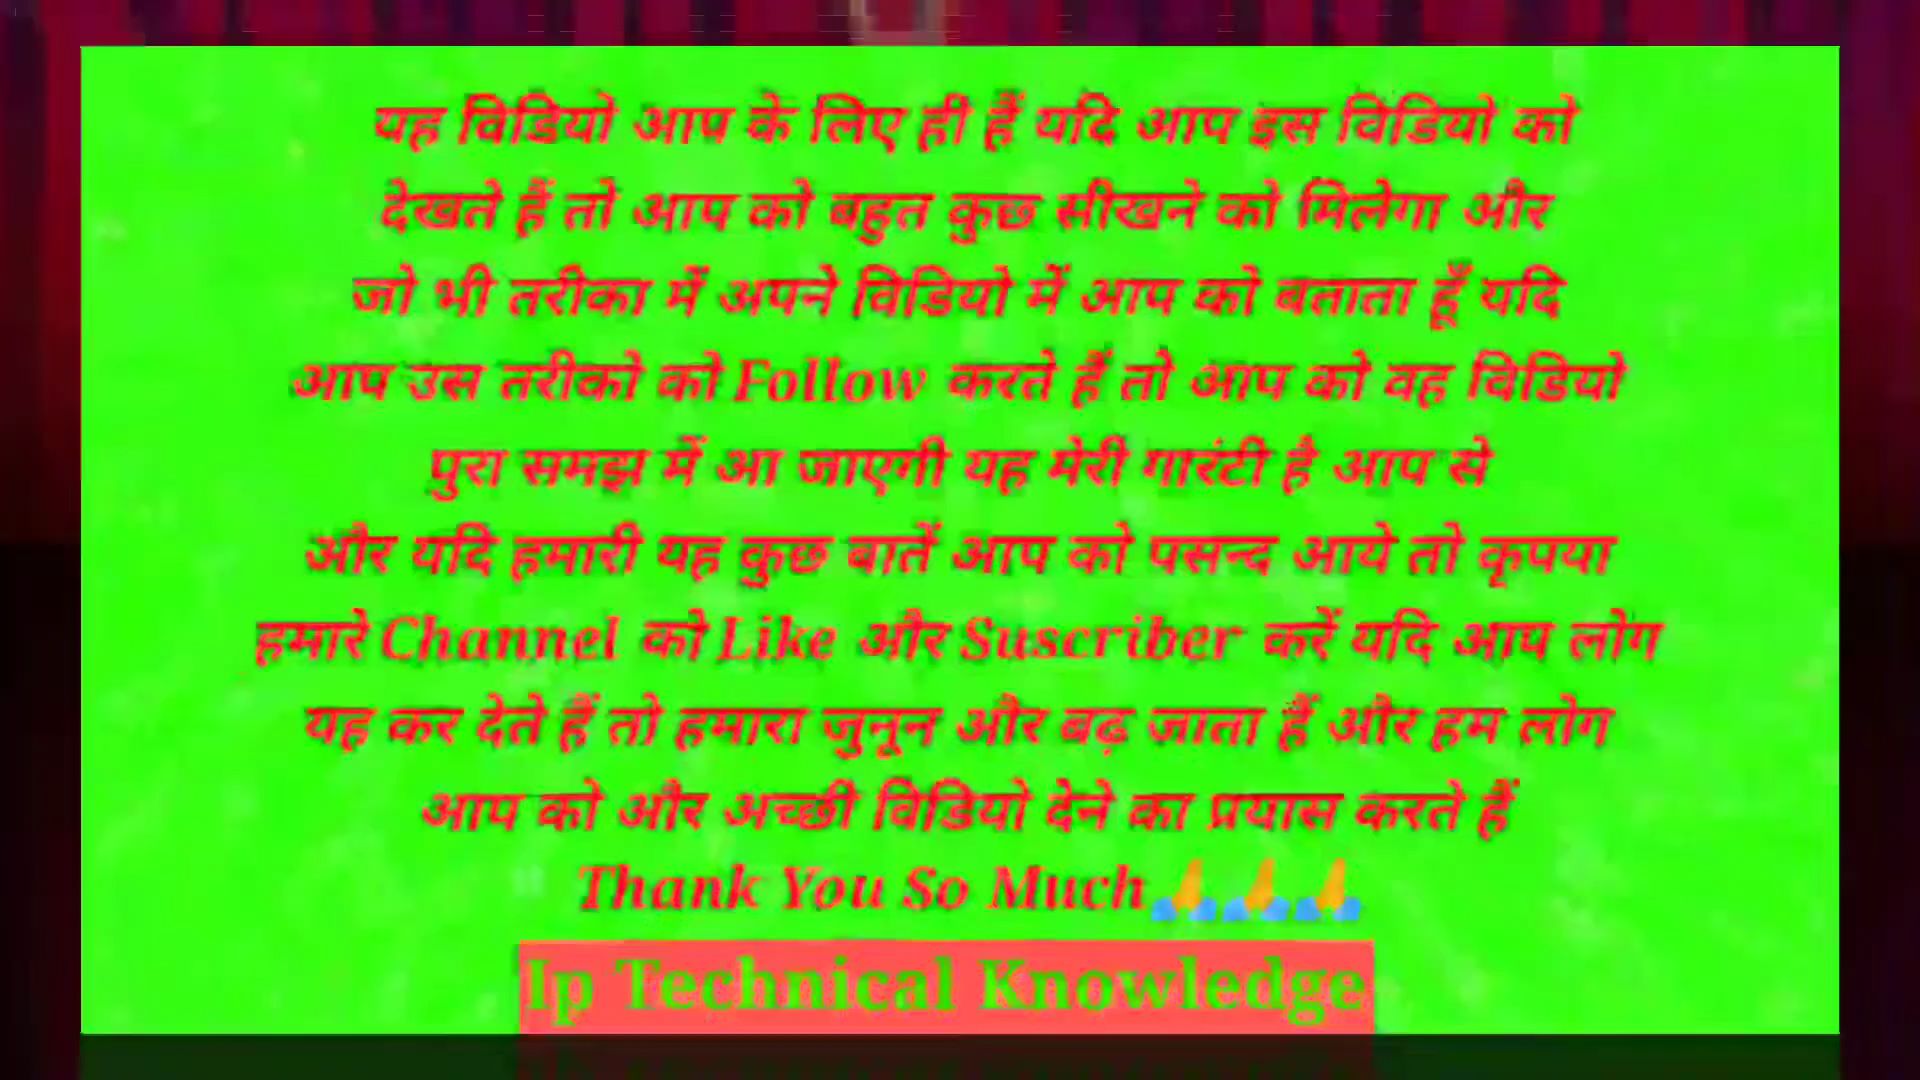 यह विडियो आप के लिए ही हैं यदि आप इस विडियो को
देखते हैं तो आप को बहुत कुछ सीखने को मिलेगा और
जो भी तरीका में अपने विडियो में आप को बताता हूँ यदि
आप उस तरीको को Follow करते हैं तो आप को वह विडियो
पुरा समझ में आ जाएगी यह मेरी गारंटी है आप से
और यदि हमारी यह कुछ बातें आप को पसन्द आये तो कृपया
हमारे Channel को Like और Suscriber करें यदि आप लोग
यह कर देते हैं तो हमारा जुनून और बढ़ जाता हैं और हम लोग
आप को और अच्छी विडियो देने का प्रयास करते हैं
Thank You So Much🙏🙏🙏
Ip Technical Knowledge